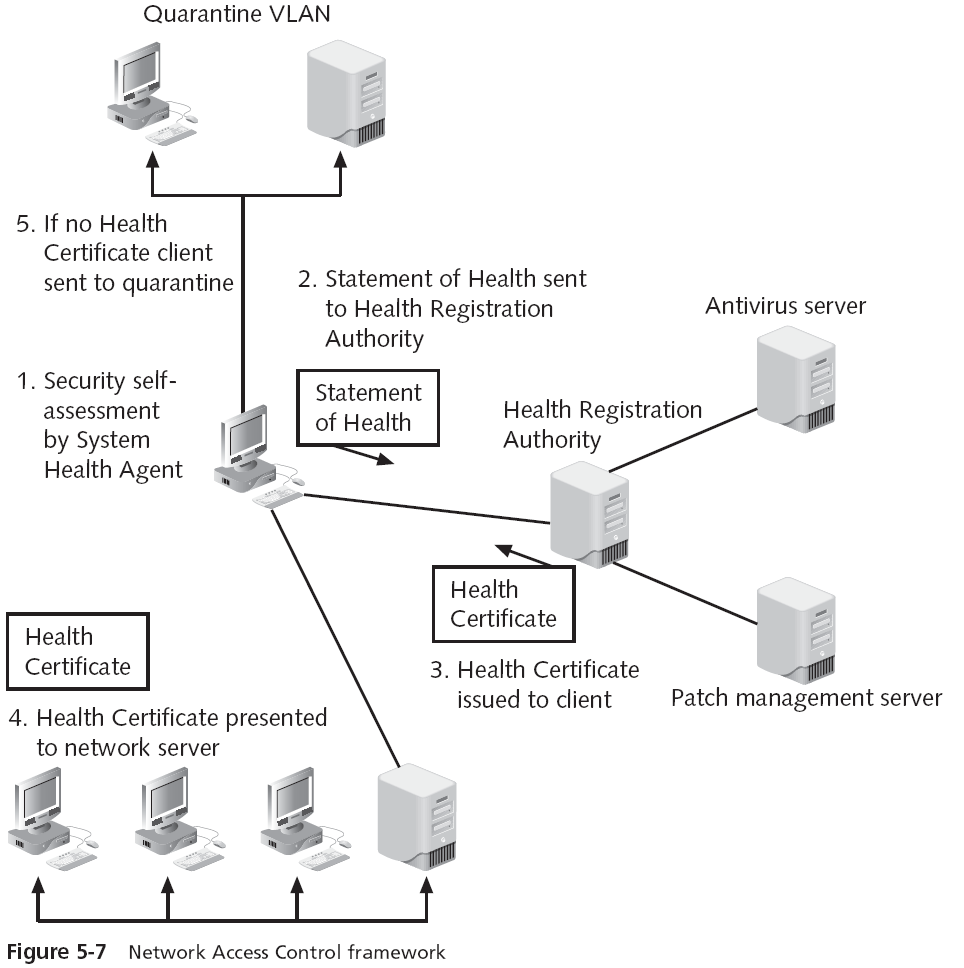 Quarantine VLAN
5. If no Health
Certificate client
sent to quarantine
2. Statement of Health sent
to Health Registration
Authority
Antivirus server
1. Security self-
assessment
by System
Health Agent
Statement
of Health
Health Registration
Authority
Health
Certificate
Health
Certificate
3. Health Certificate
issued to client
Patch management server
4. Health Certificate presented
to network server
Figure 5-7 Network Access Control framework